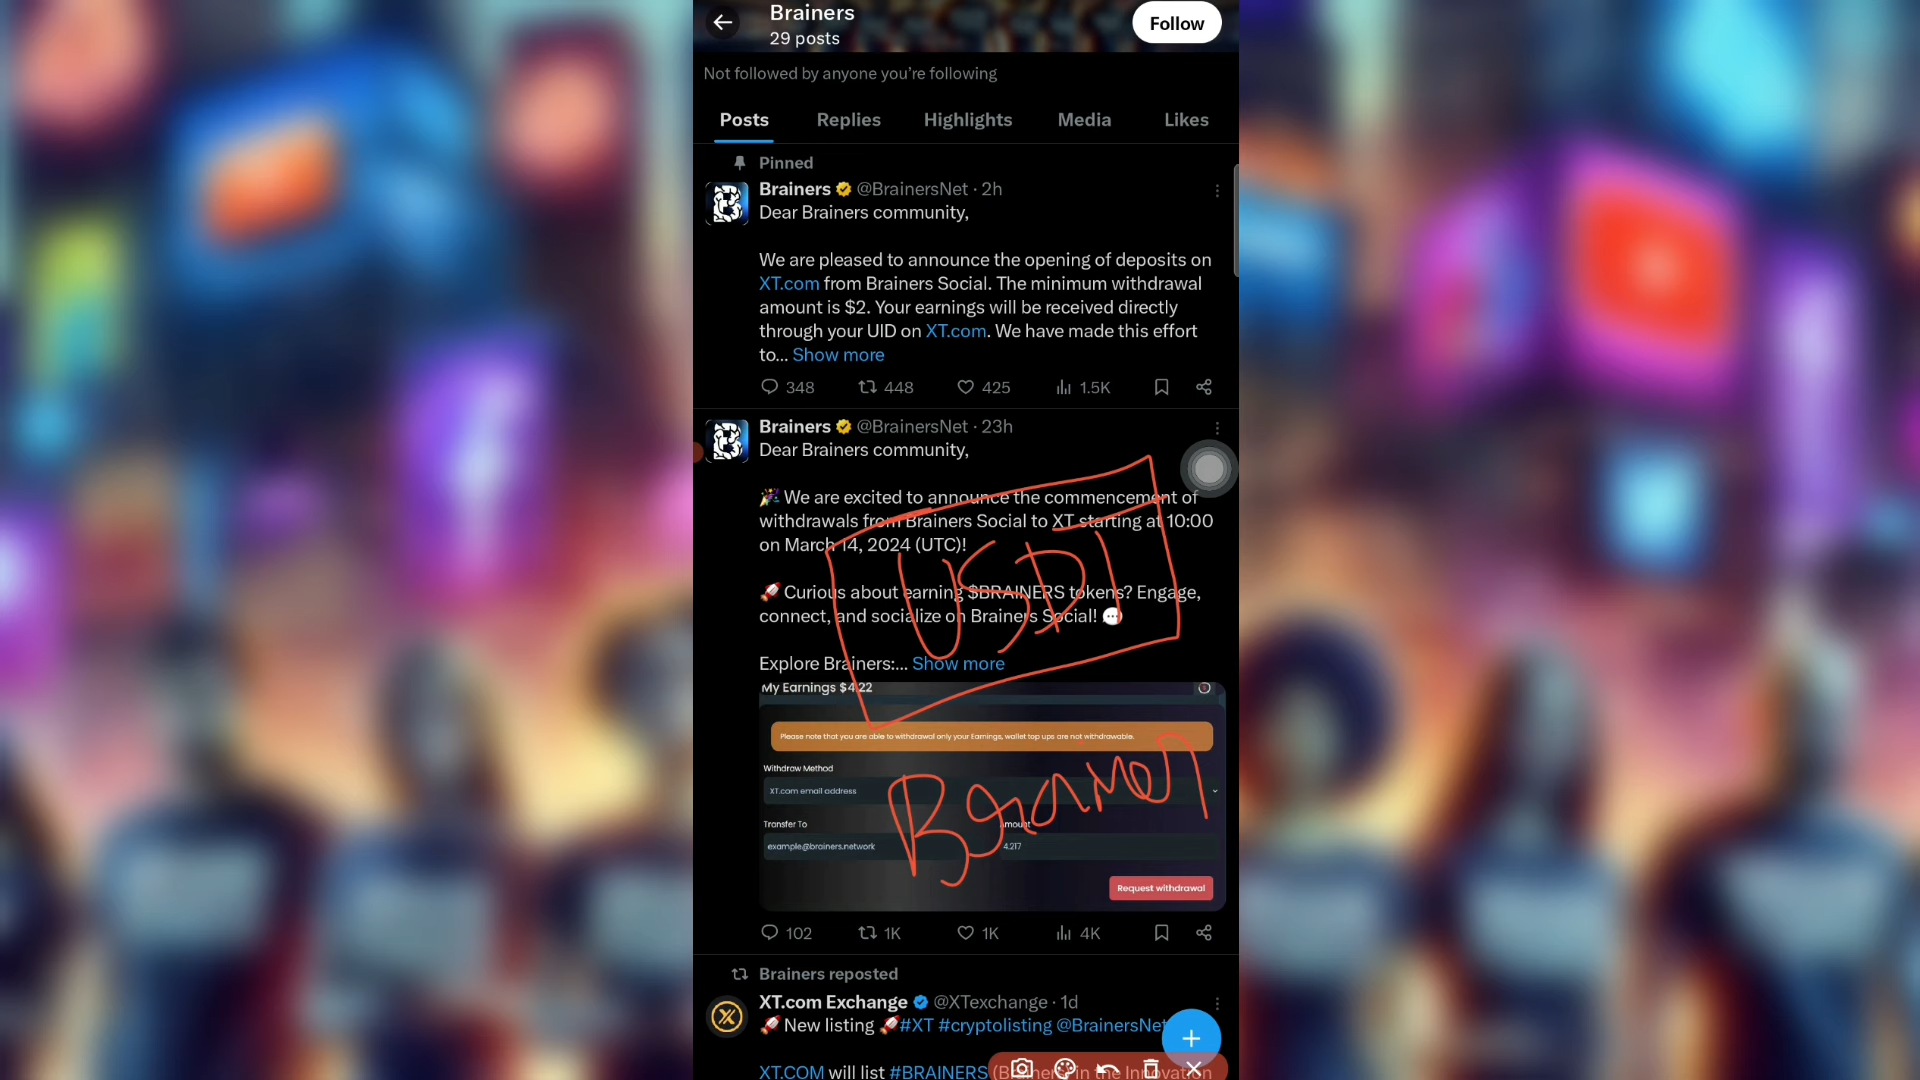 Brainers
29 posts
Follow
Not followed by anyone you're following
Posts Replies Highlights Media Likes
Pinned
Brainers @BrainersNet · 2h
Dear Brainers community,
We are pleased to announce the opening of deposits on
XT.com from Brainers Social. The minimum withdrawal
amount is $2. Your earnings will be received directly
through your UID on XT.com. We have made this effort
to... Show more
348 448 425 1.5K
Brainers @BrainersNet · 23h
Dear Brainers community,
🎉 We are excited to announce the commencement of
withdrawals from Brainers Social to XT starting at 10:00
on March 14, 2024 (UTC)!
🚀 Curious about earning $BRAINERS tokens? Engage,
connect, and socialize on Brainers Social! 💬
Explore Brainers:... Show more
My Earnings $4.22
Please note that you are able to withdrawal only your Earnings, wallet top ups are not withdrawable.
Withdraw Method
XT.com email address
Transfer To
Amount
example@brainers.network
4.217
Request withdrawal
102 1K 1K 4K
Brainers reposted
XT.com Exchange @XTexchange · 1d
🚀 New listing 🚀#XT #cryptolisting @BrainersNet
XT.COM will list #BRAINERS in the Innovation